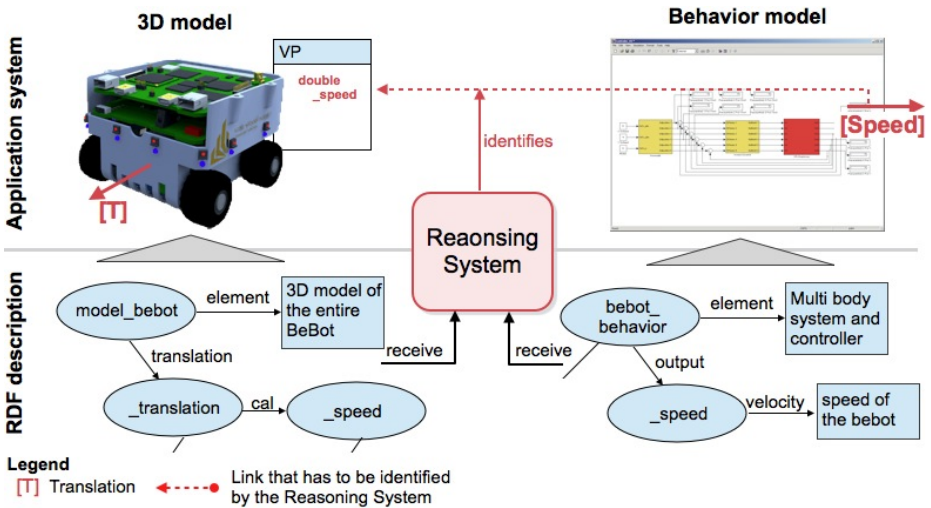 3D model
Behavior model
Application system
VP
double
_speed
[T]
identifies
[Speed]
Reaonsing
System
RDF description
model_bebot
element
3D model of
the entire
BeBot
translation
_translation
cal
_speed
receive
receive
bebot_
behavior
element
Multi body
system and
controller
output
_speed
velocity
speed of
the bebot
Legend
[T] Translation
Link that has to be identified
by the Reasoning System